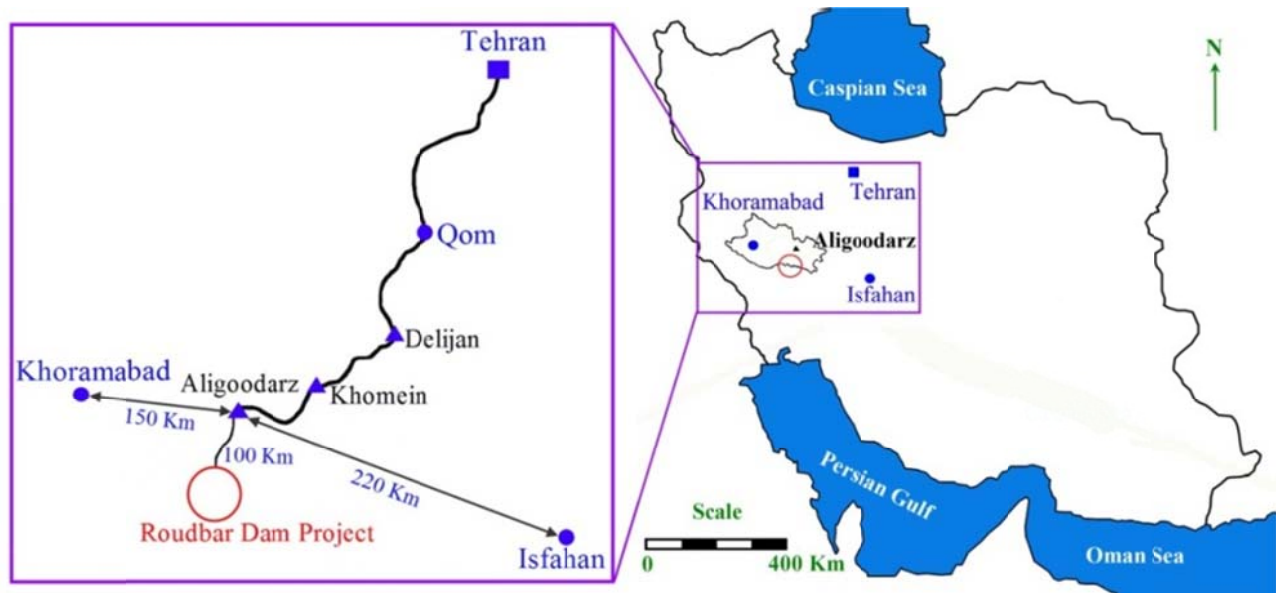 Tehran
Qom
Delijan
Khoramabad
Aligoodarz
Khomein
150 Km
100 Km
220 Km
Roudbar Dam Project
Isfahan
N
Caspian Sea
Tehran
Khoramabad
Aligoodarz
Isfahan
Persian Gulf
Scale
0
400 Km
Oman Sea